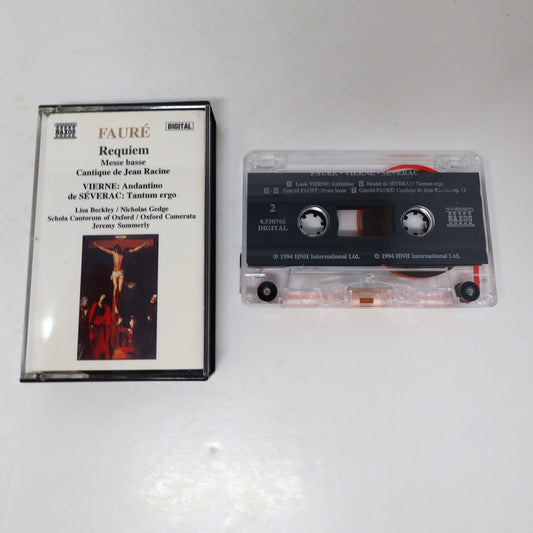 NAXOS
FAURÉ
DIGITAL
Requiem
Messe basse
Cantique de Jean Racine
VIERNE: Andantino
de SÉVERAC: Tantum ergo
Lisa Beckley / Nicholas Gedge
Schola Cantorum of Oxford / Oxford Camerata
Jeremy Summerly
FAURÉ • VIERNE • SÉVERAC
1 Louis VIERNE: Andantino
Déodat de SÉVERAC: Tantum ergo
Gabriel FAURÉ: Messe basse
Gabriel FAURÉ: Cantique de Jean Racine, op. 11
2
4.550765
DIGITAL
NAXOS
℗ 1994 HNH International Ltd.
© 1994 HNH International Ltd.